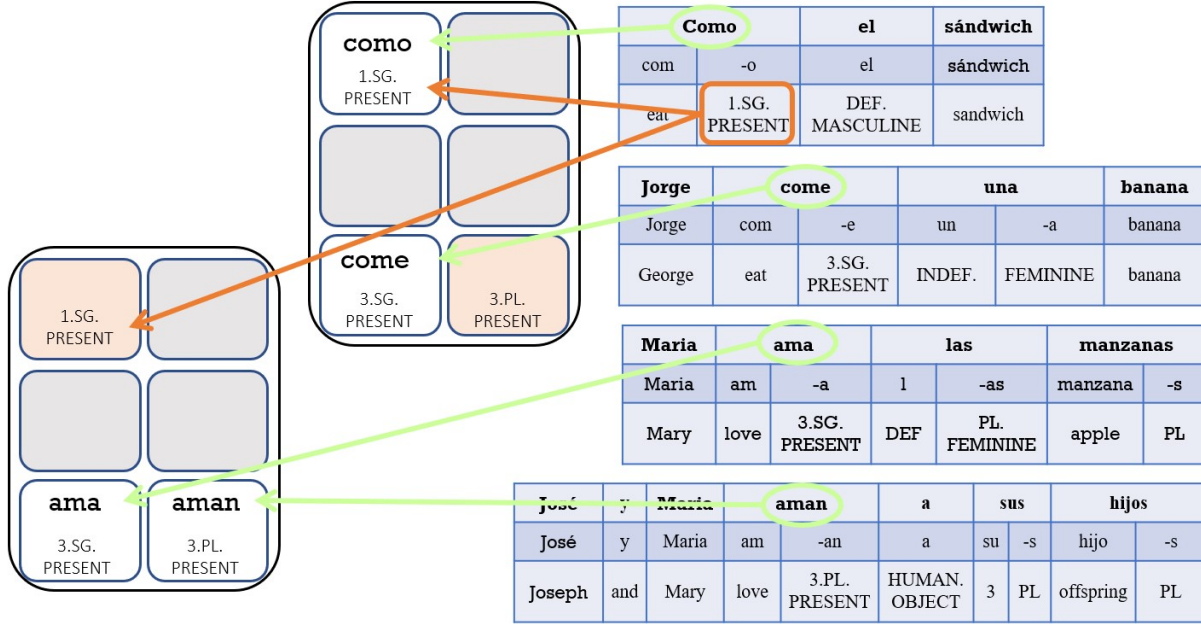 como
1.SG.
PRESENT
come
3.SG.
PRESENT
3.PL.
PRESENT
1.SG.
PRESENT
ama
3.SG.
PRESENT
aman
3.PL.
PRESENT
Como el sándwich
com -o el sándwich
eat 1.SG. PRESENT DEF. MASCULINE sandwich
Jorge come una banana
Jorge com -e un -a banana
George eat 3.SG. PRESENT INDEF. FEMININE banana
Maria ama las manzanas
Maria am -a l -as manzana -s
Mary love 3.SG. PRESENT DEF PL. FEMININE apple PL
José y Maria aman a sus hijos
José y Maria am -an a su -s hijo -s
Joseph and Mary love 3.PL. PRESENT HUMAN. OBJECT 3 PL offspring PL